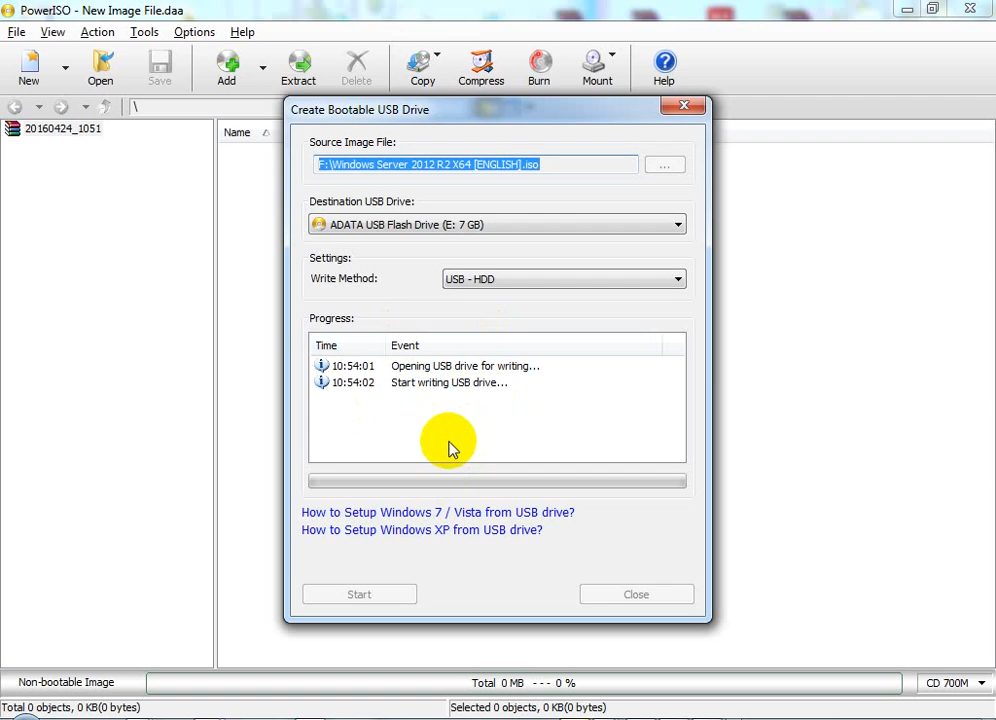 PowerISO - New Image File.daa
File View Action Tools Options Help
New Open Save Add Extract Delete Copy Compress Burn Mount Help
\
20160424_1051
Name
Create Bootable USB Drive
Source Image File:
F:\Windows Server 2012 R2 X64 [ENGLISH].iso
...
Destination USB Drive:
ADATA USB Flash Drive (E: 7 GB)
Settings:
Write Method: USB - HDD
Progress:
Time Event
10:54:01 Opening USB drive for writing...
10:54:02 Start writing USB drive...
How to Setup Windows 7 / Vista from USB drive?
How to Setup Windows XP from USB drive?
Start Close
Non-bootable Image Total 0 MB --- 0 % CD 700M
Total 0 objects, 0 KB(0 bytes) Selected 0 objects, 0 KB(0 bytes)